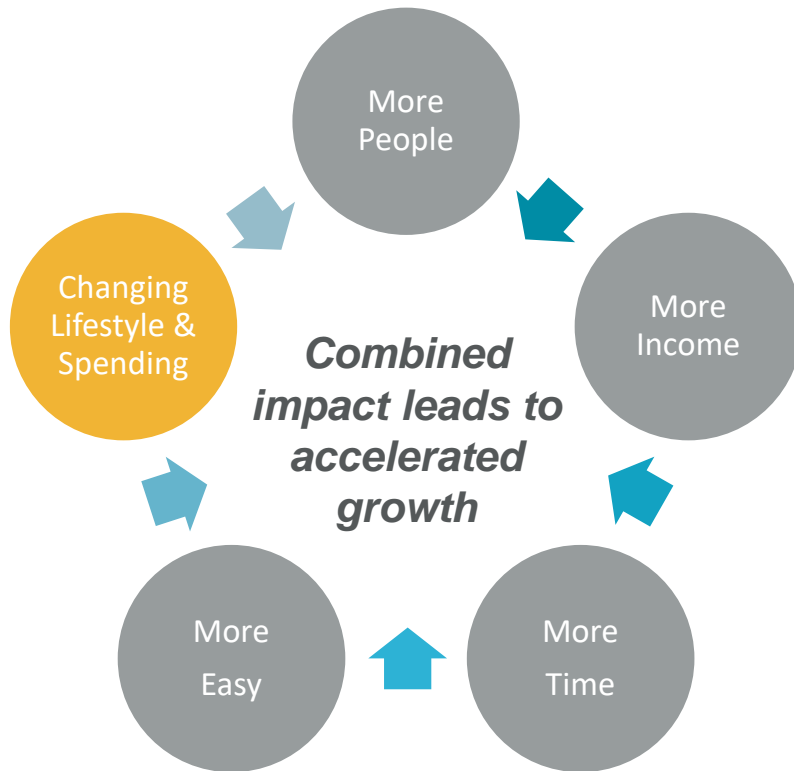 More
People
More
Income
More
Time
More
Easy
Changing
Lifestyle &
Spending
Combined
impact leads to
accelerated
growth